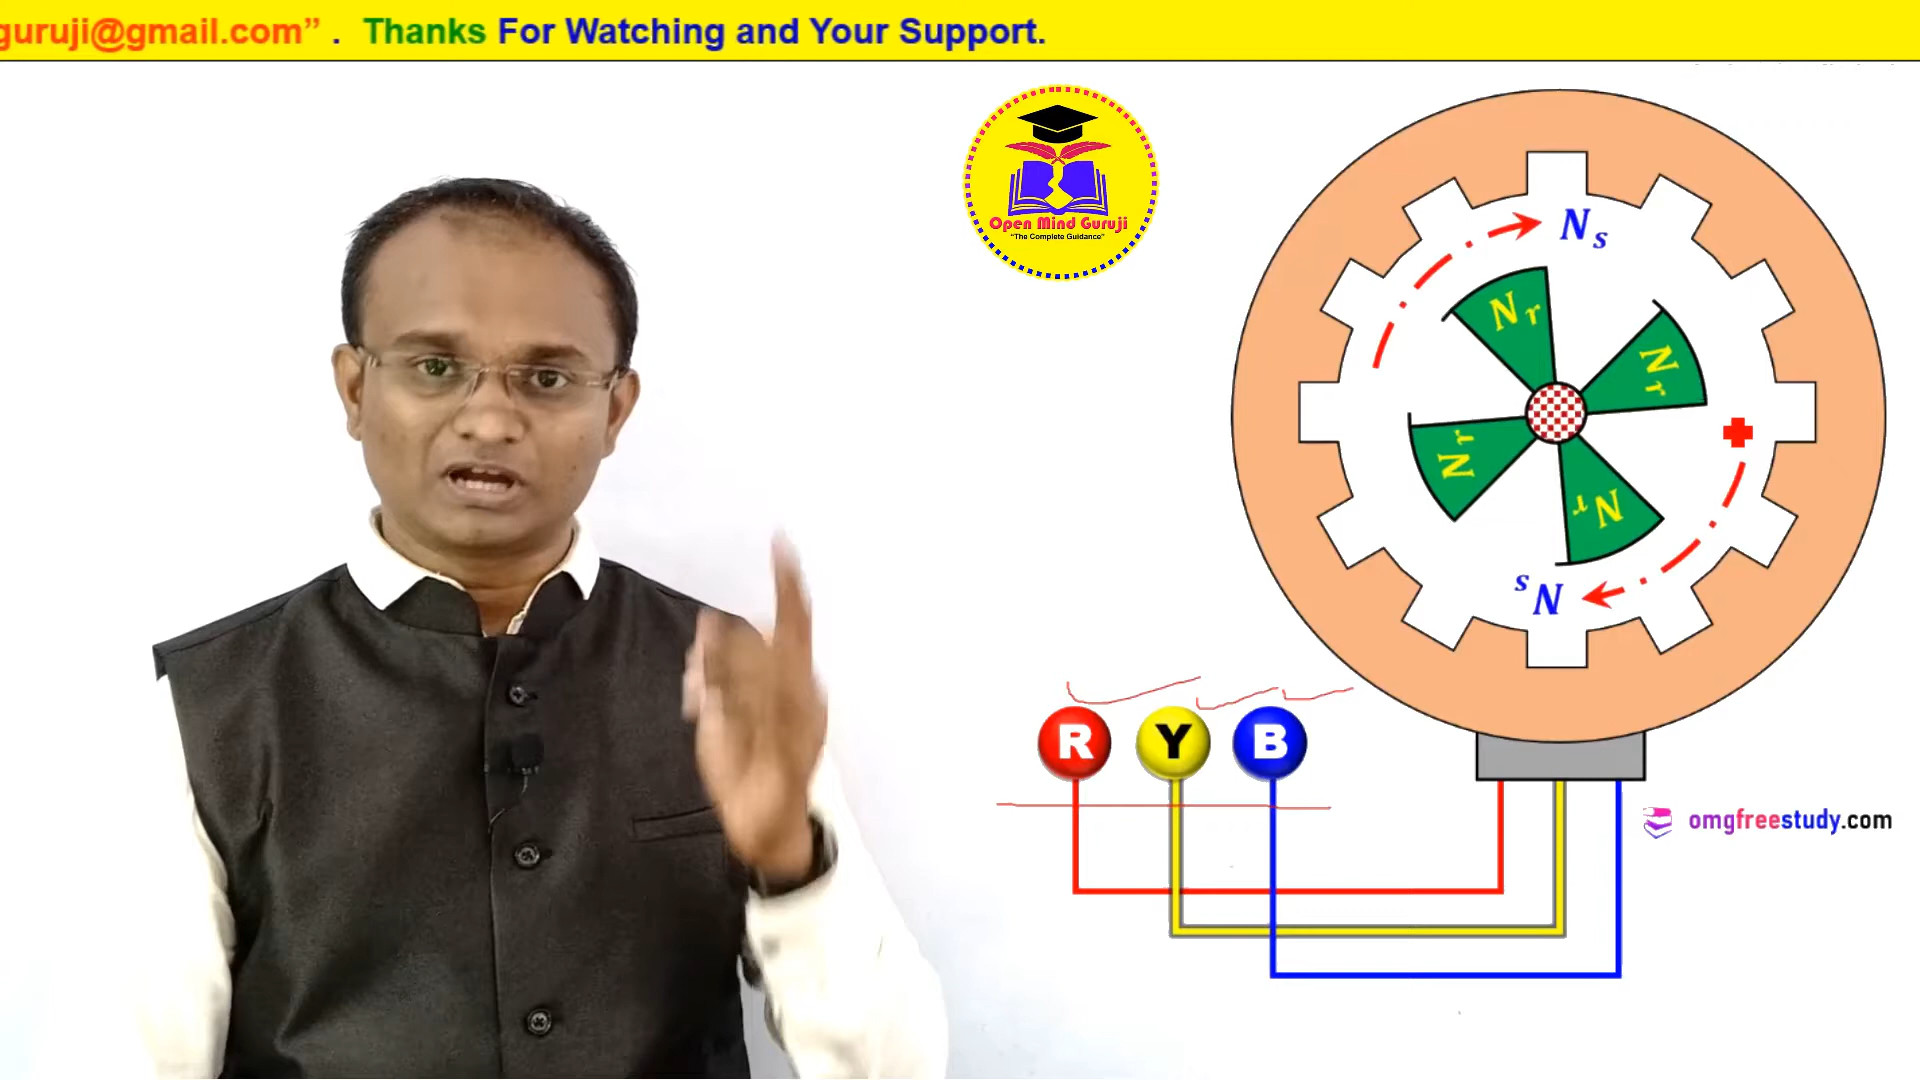 guruji@gmail.com” . Thanks For Watching and Your Support.
Open Mind Guruji
“The Complete Guidance”
Ns
Nr
Nr
Nr
Nr
Ns
R Y B
omgfreestudy.com